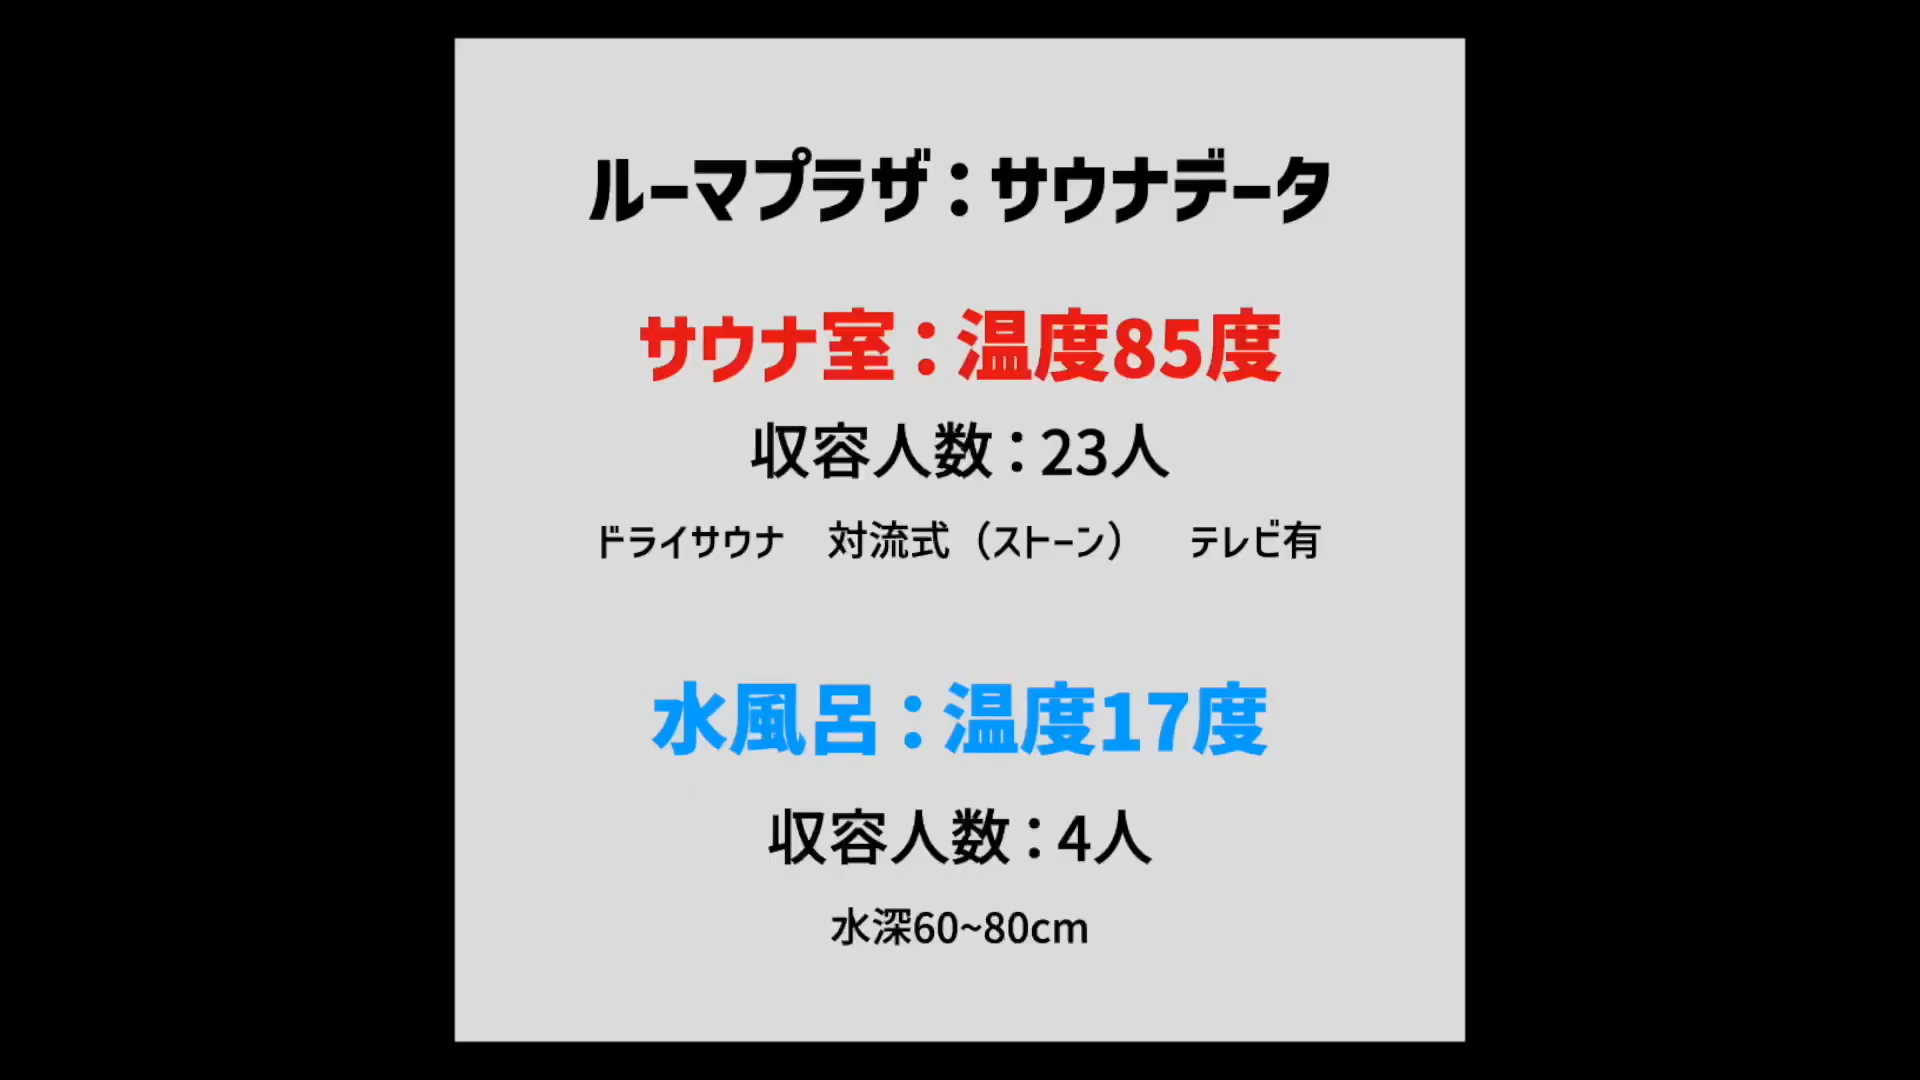 ルーマプラザ：サウナデータ
サウナ室：温度85度
収容人数：23人
ドライサウナ　対流式（ストーン）　テレビ有
水風呂：温度17度
収容人数：4人
水深60~80cm